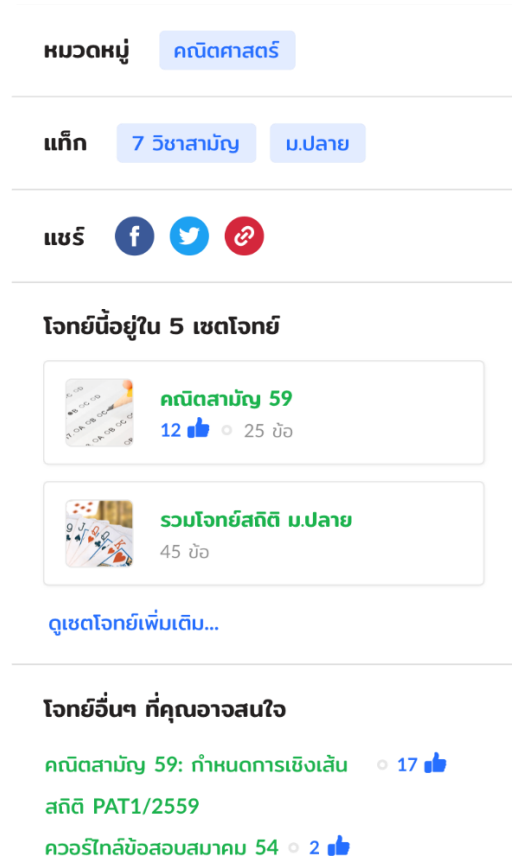 หมวดหมู่ คณิตศาสตร์
แท็ก 7 วิชาสามัญ ม.ปลาย
แชร์
โจทย์นี้อยู่ใน 5 เซตโจทย์
คณิตสามัญ 59
12 25 ข้อ
รวมโจทย์สถิติ ม.ปลาย
45 ข้อ
ดูเซตโจทย์เพิ่มเติม...
โจทย์อื่นๆ ที่คุณอาจสนใจ
คณิตสามัญ 59: กำหนดการเชิงเส้น 17
สถิติ PAT1/2559
ควอร์ไทล์ข้อสอบสมาคม 54 2